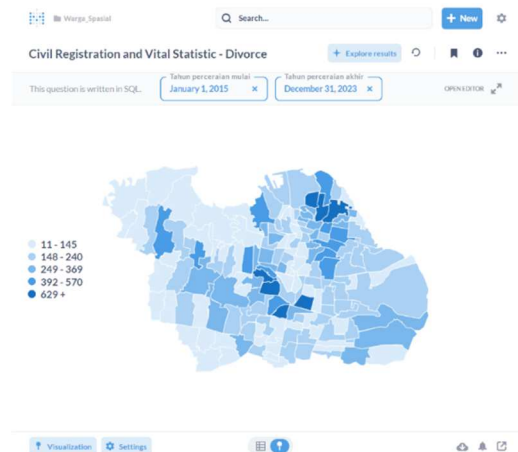 Warga_Spasial
Search...
+ New
Civil Registration and Vital Statistic - Divorce
+ Explore results
This question is written in SQL.
Tahun perceraian mulai
January 1, 2015 ×
Tahun perceraian akhir
December 31, 2023 ×
OPEN EDITOR
11 - 145
148 - 240
249 - 369
392 - 570
629 +
Visualization
Settings